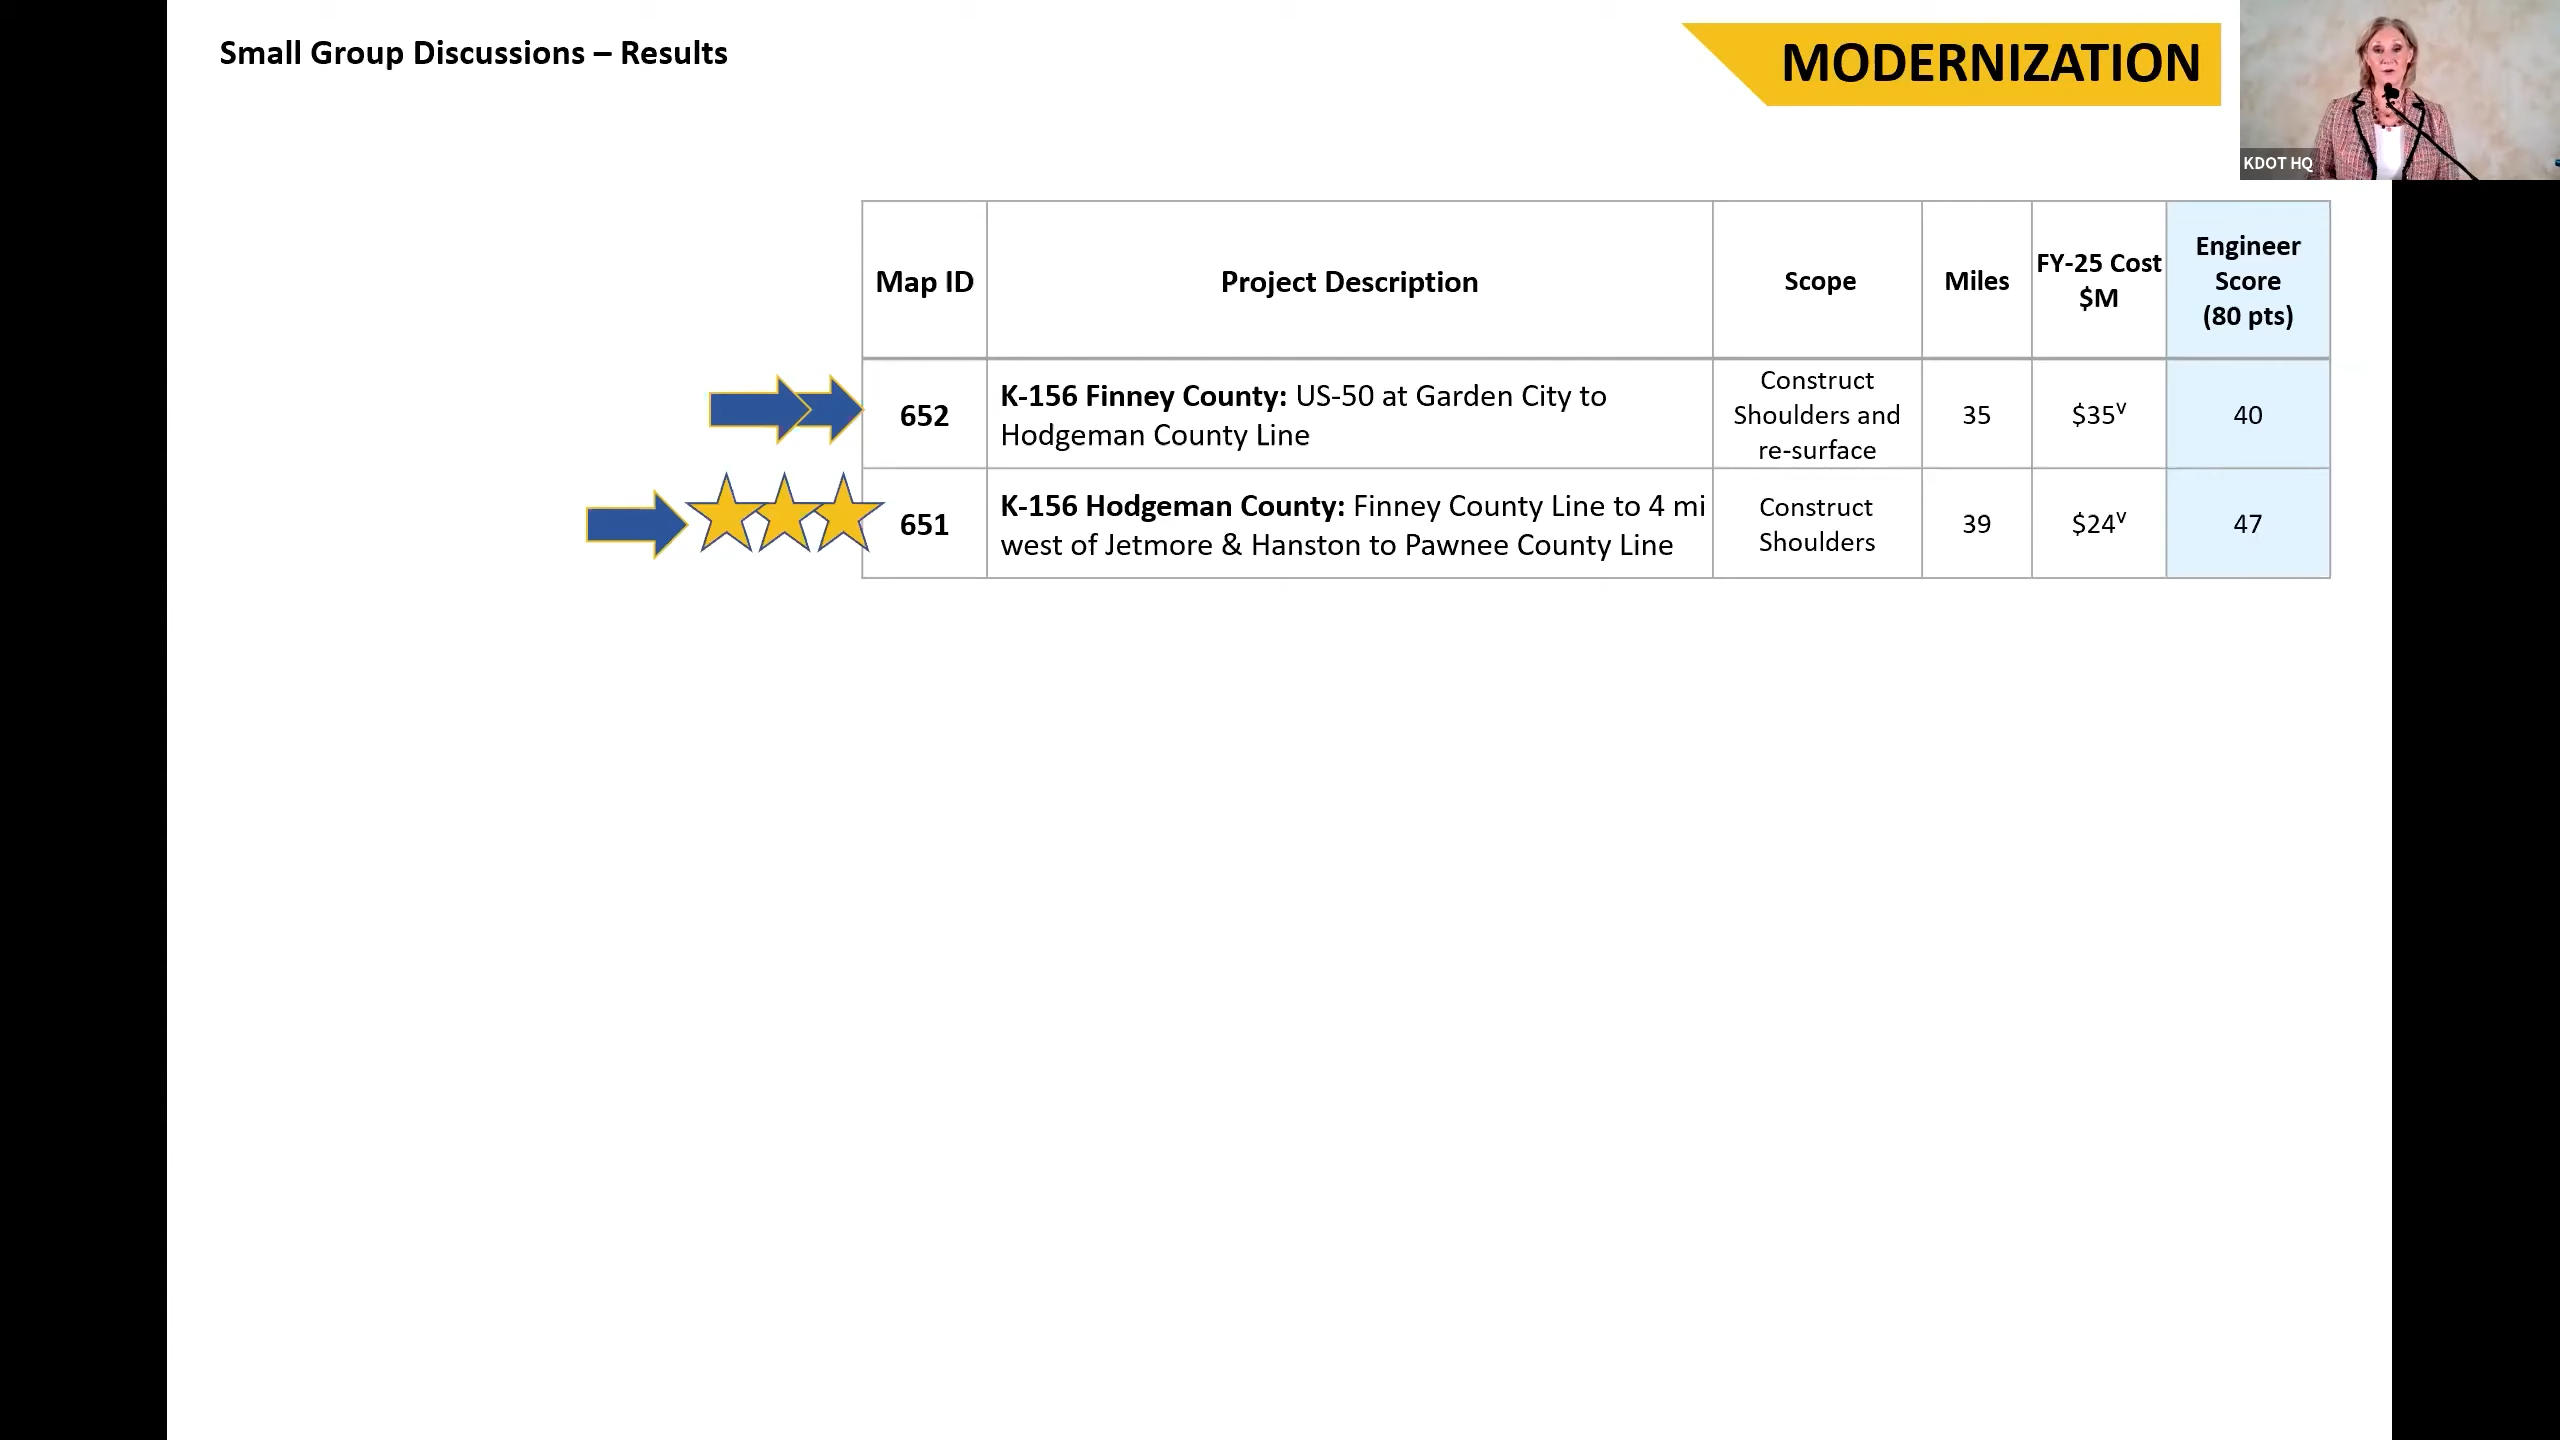 Small Group Discussions – Results
MODERNIZATION
KDOT HQ
Map ID
Project Description
Scope
Miles
FY-25 Cost
$M
Engineer
Score
(80 pts)
652
K-156 Finney County: US-50 at Garden City to
Hodgeman County Line
Construct
Shoulders and
re-surface
35
$35ᵛ
40
651
K-156 Hodgeman County: Finney County Line to 4 mi
west of Jetmore & Hanston to Pawnee County Line
Construct
Shoulders
39
$24ᵛ
47